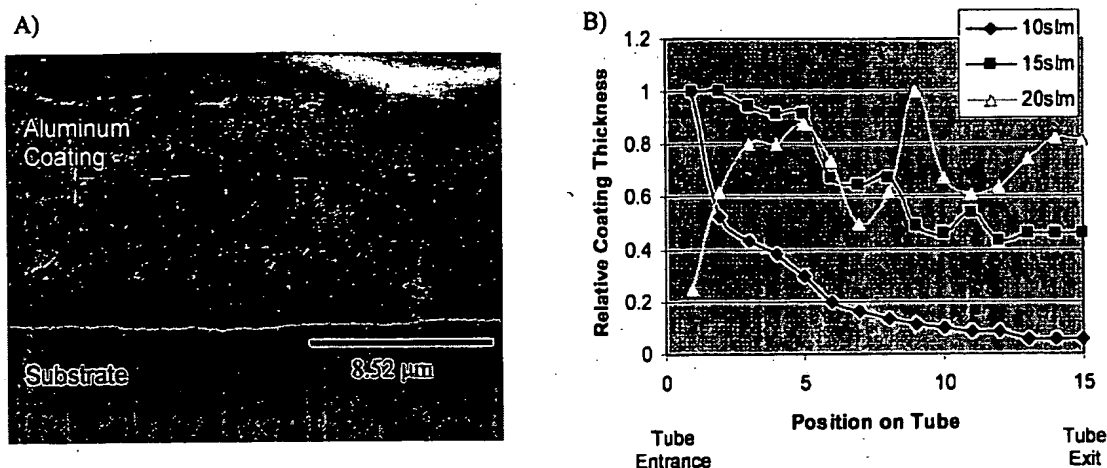 A)
Aluminum
Coating
8.52 µm
Substrate
B)
10slm
15slm
20slm
Relative Coating Thickness
1.2
1
0.8
0.6
0.4
0.2
0
0
5
10
15
Position on Tube
Tube
Entrance
Tube
Exit